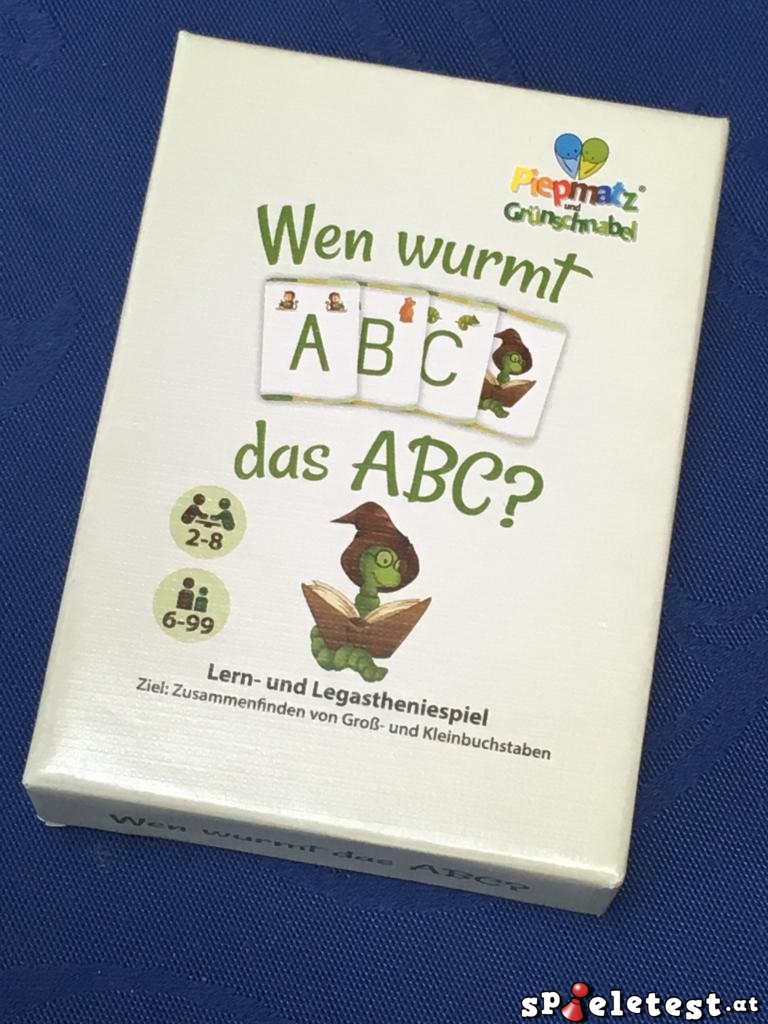 Piepmatz®
und
Grünschnabel
Wen wurmt
A B C
das ABC?
2-8
6-99
Lern- und Legastheniespiel
Ziel: Zusammenfinden von Groß- und Kleinbuchstaben
Wen wurmt das ABC?
spieletest.at